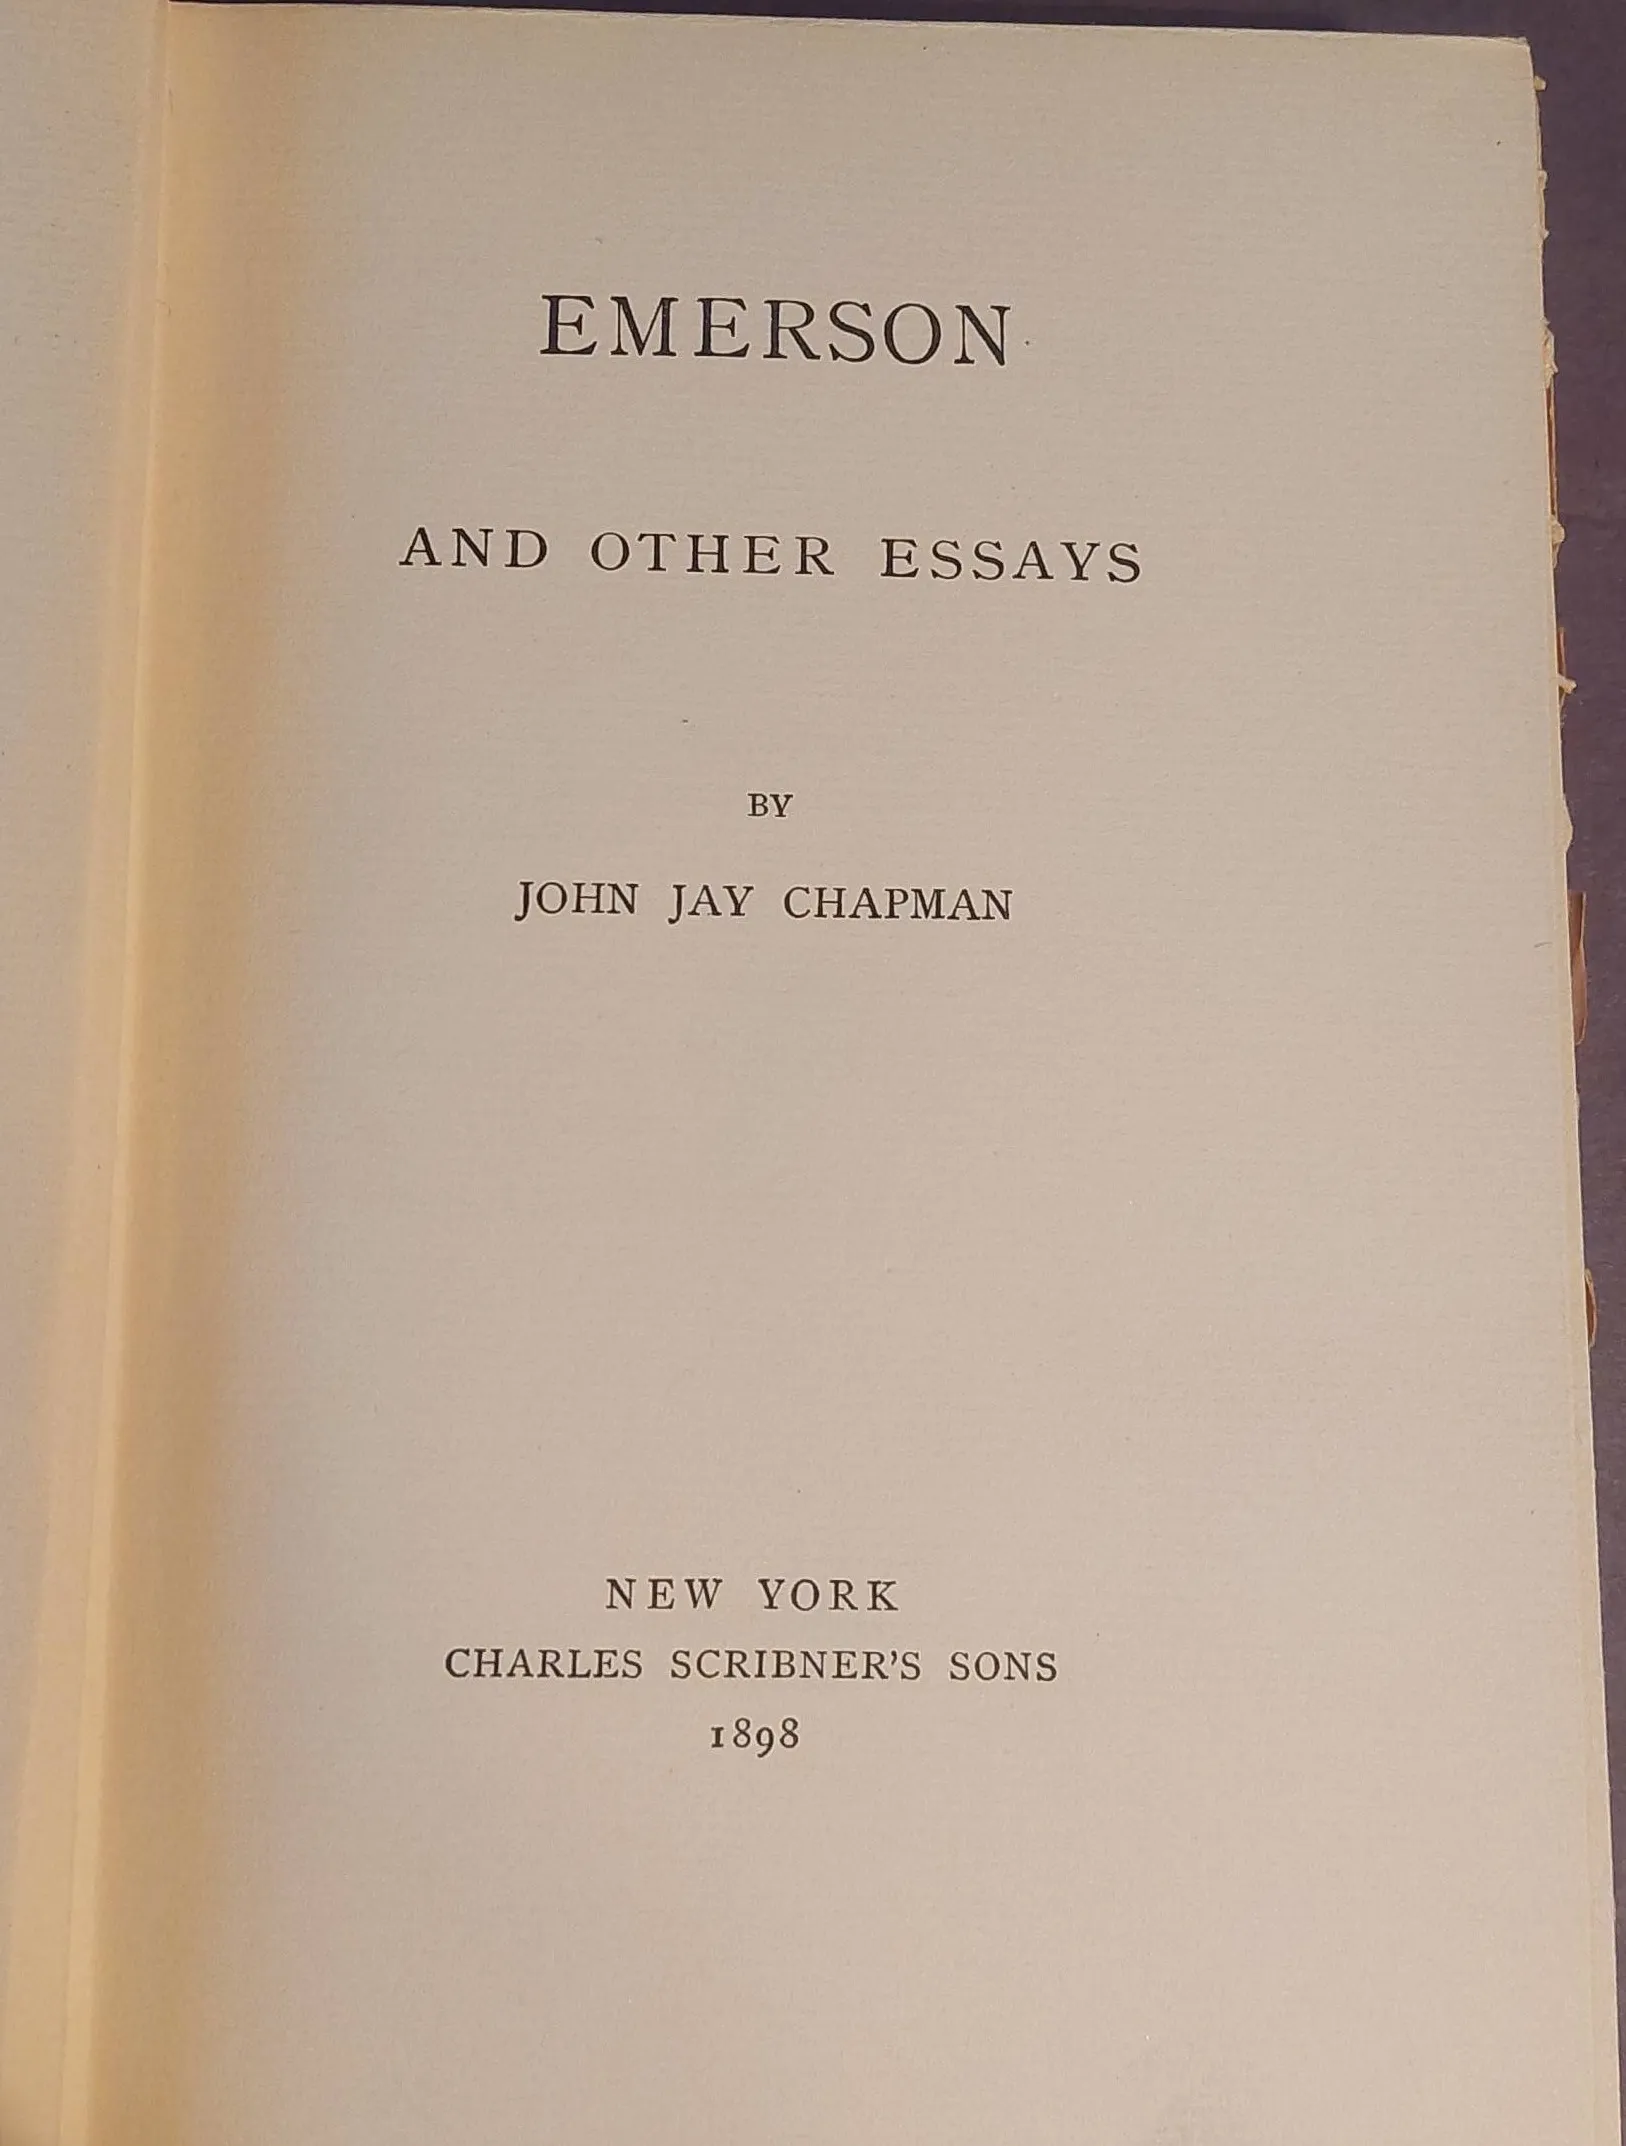 EMERSON
AND OTHER ESSAYS
BY
JOHN JAY CHAPMAN
NEW YORK
CHARLES SCRIBNER'S SONS
1898